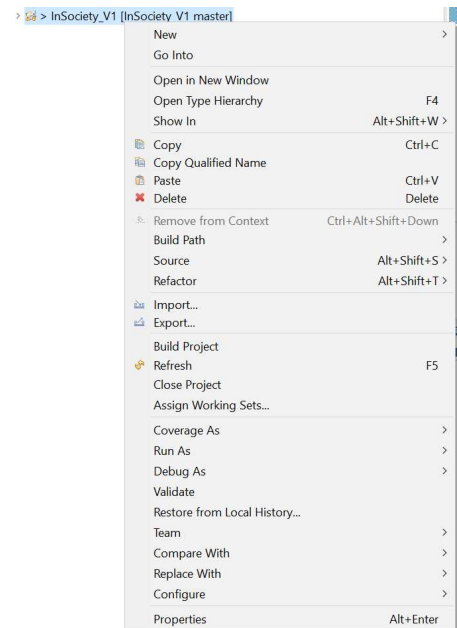 > > InSociety_V1 [InSociety V1 master]
New >
Go Into
Open in New Window
Open Type Hierarchy F4
Show In Alt+Shift+W >
Copy Ctrl+C
Copy Qualified Name
Paste Ctrl+V
Delete Delete
Remove from Context Ctrl+Alt+Shift+Down
Build Path >
Source Alt+Shift+S >
Refactor Alt+Shift+T >
Import...
Export...
Build Project
Refresh F5
Close Project
Assign Working Sets...
Coverage As >
Run As >
Debug As >
Validate
Restore from Local History...
Team >
Compare With >
Replace With >
Configure >
Properties Alt+Enter